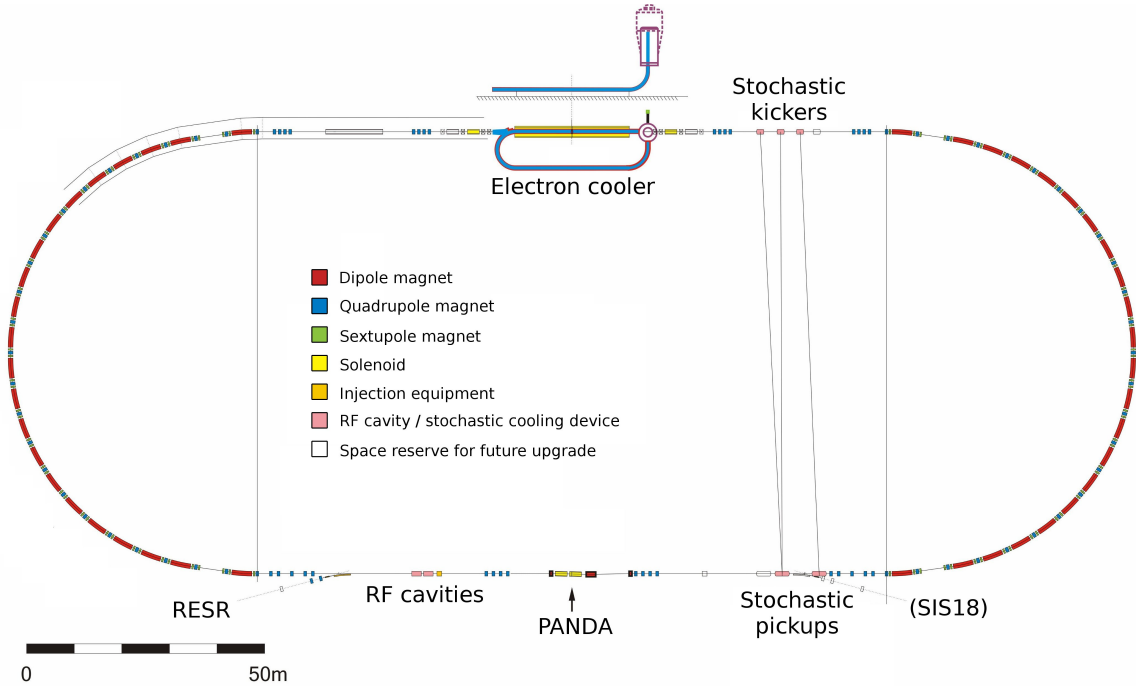 Stochastic
kickers
Electron cooler
Dipole magnet
Quadrupole magnet
Sextupole magnet
Solenoid
Injection equipment
RF cavity / stochastic cooling device
Space reserve for future upgrade
RESR
RF cavities
PANDA
Stochastic
pickups
(SIS18)
0
50m